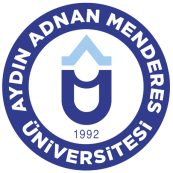 AYDIN ADNAN MENDERES
1992
ÜNİVERSİTESİ